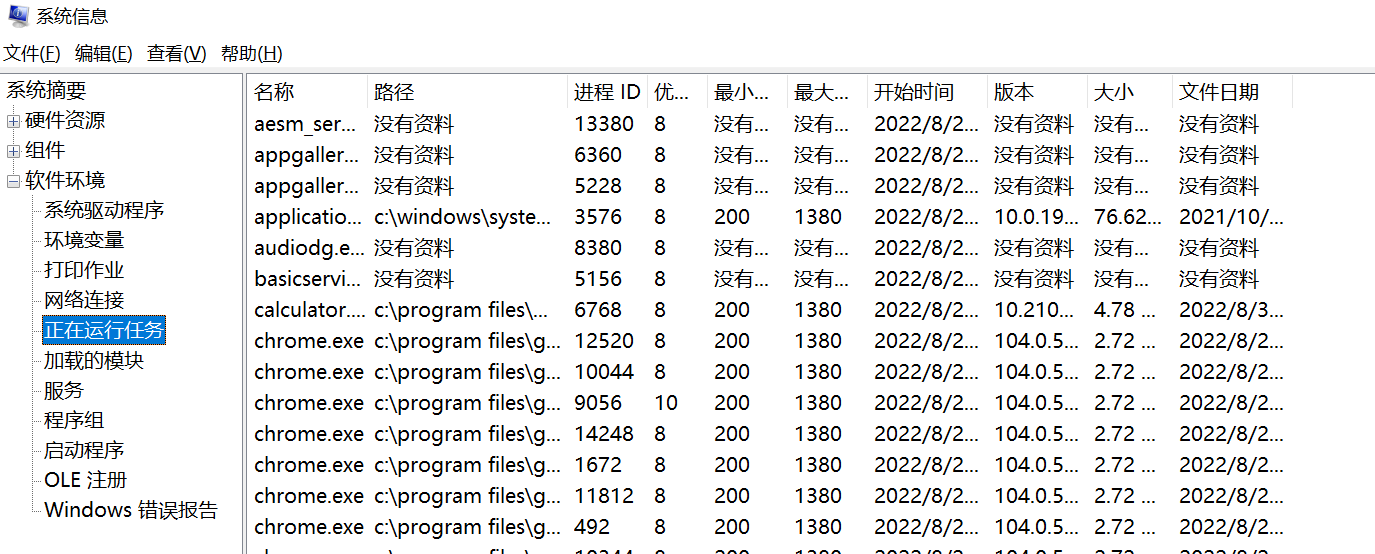 系统信息
文件(F) 编辑(E) 查看(V) 帮助(H)
系统摘要
硬件资源
组件
软件环境
系统驱动程序
环境变量
打印作业
网络连接
正在运行任务
加载的模块
服务
程序组
启动程序
OLE 注册
Windows 错误报告
名称 路径 进程 ID 优... 最小... 最大... 开始时间 版本 大小 文件日期
aesm_ser... 没有资料 13380 8 没有... 没有... 2022/8/2... 没有资料 没有... 没有资料
appgaller... 没有资料 6360 8 没有... 没有... 2022/8/2... 没有资料 没有... 没有资料
appgaller... 没有资料 5228 8 没有... 没有... 2022/8/2... 没有资料 没有... 没有资料
applicatio... c:\windows\syste... 3576 8 200 1380 2022/8/2... 10.0.19... 76.62... 2021/10/...
audiodg.e... 没有资料 8380 8 没有... 没有... 2022/8/2... 没有资料 没有... 没有资料
basicservi... 没有资料 5156 8 没有... 没有... 2022/8/2... 没有资料 没有... 没有资料
calculator.... c:\program files\... 6768 8 200 1380 2022/8/2... 10.210... 4.78 ... 2022/8/3...
chrome.exe c:\program files\g... 12520 8 200 1380 2022/8/2... 104.0.5... 2.72 ... 2022/8/2...
chrome.exe c:\program files\g... 10044 8 200 1380 2022/8/2... 104.0.5... 2.72 ... 2022/8/2...
chrome.exe c:\program files\g... 9056 10 200 1380 2022/8/2... 104.0.5... 2.72 ... 2022/8/2...
chrome.exe c:\program files\g... 14248 8 200 1380 2022/8/2... 104.0.5... 2.72 ... 2022/8/2...
chrome.exe c:\program files\g... 1672 8 200 1380 2022/8/2... 104.0.5... 2.72 ... 2022/8/2...
chrome.exe c:\program files\g... 11812 8 200 1380 2022/8/2... 104.0.5... 2.72 ... 2022/8/2...
chrome.exe c:\program files\g... 492 8 200 1380 2022/8/2... 104.0.5... 2.72 ... 2022/8/2...